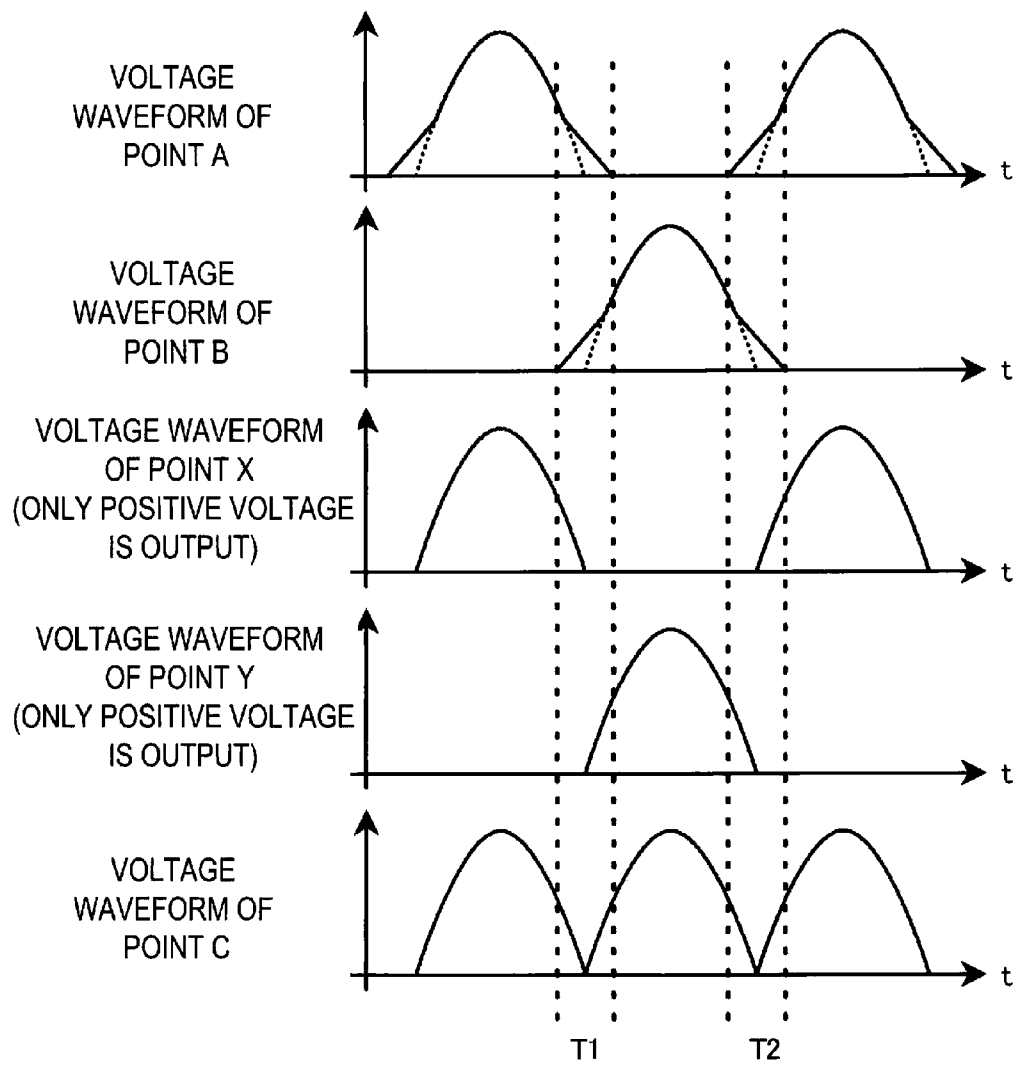 VOLTAGE
WAVEFORM OF
POINT A
t
VOLTAGE
WAVEFORM OF
POINT B
t
VOLTAGE WAVEFORM
OF POINT X
(ONLY POSITIVE VOLTAGE
IS OUTPUT)
t
VOLTAGE WAVEFORM
OF POINT Y
(ONLY POSITIVE VOLTAGE
IS OUTPUT)
t
VOLTAGE
WAVEFORM OF
POINT C
t
T1
T2